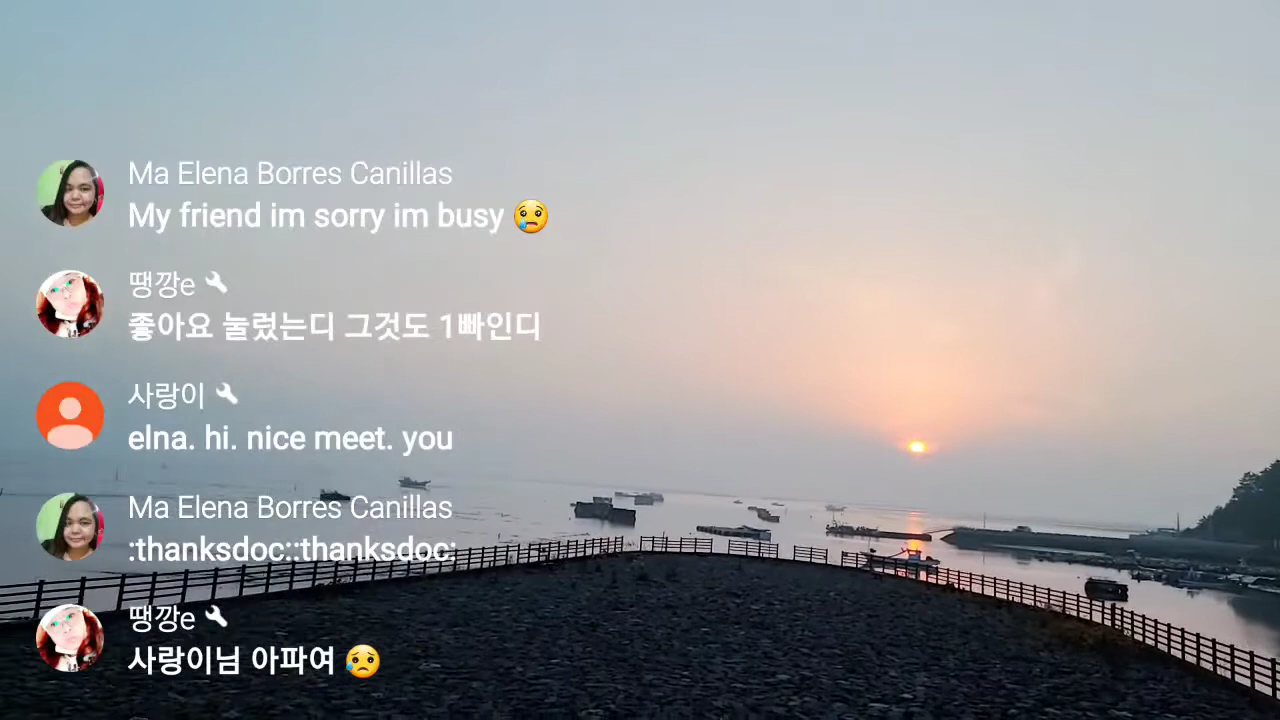 Ma Elena Borres Canillas
My friend im sorry im busy 😢
땡깡e
좋아요 눌렀는디 그것도 1빠인디
사랑이
elna. hi. nice meet. you
Ma Elena Borres Canillas
:thanksdoc::thanksdoc:
땡깡e
사랑이님 아파여 😥